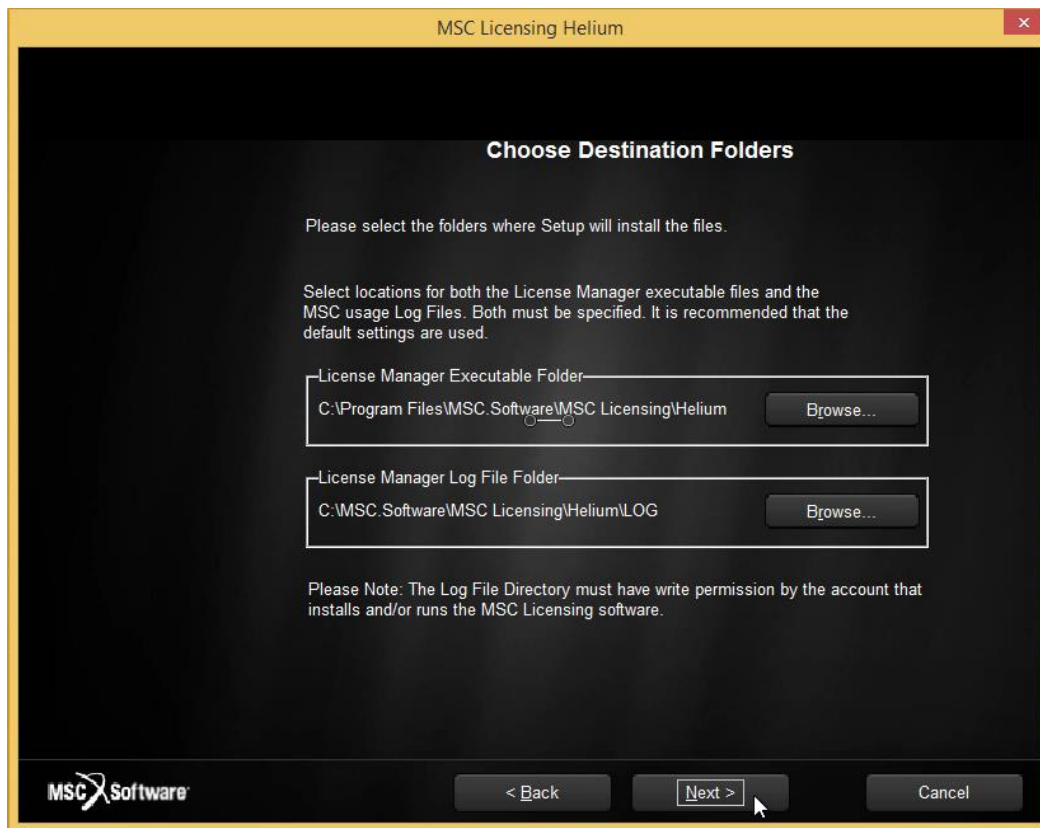 MSC Licensing Helium
Choose Destination Folders
Please select the folders where Setup will install the files.
Select locations for both the License Manager executable files and the
MSC usage Log Files. Both must be specified. It is recommended that the
default settings are used.
License Manager Executable Folder
C:\Program Files\MSC.Software\MSC Licensing\Helium
Browse...
License Manager Log File Folder
C:\MSC.Software\MSC Licensing\Helium\LOG
Browse...
Please Note: The Log File Directory must have write permission by the account that
installs and/or runs the MSC Licensing software.
MSC Software
< Back
Next >
Cancel